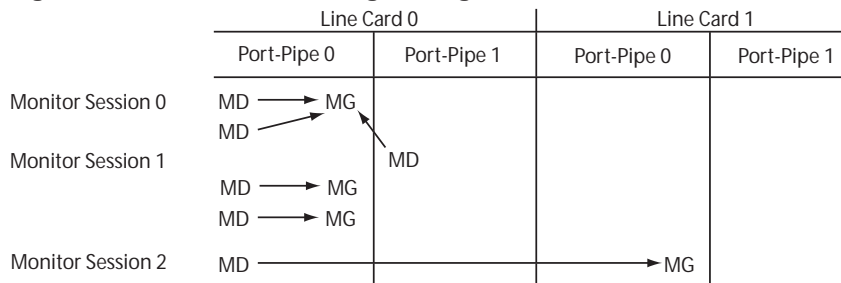 Line Card 0 Line Card 1
Port-Pipe 0 Port-Pipe 1 Port-Pipe 0 Port-Pipe 1
Monitor Session 0 MD MG
MD
Monitor Session 1 MD
MD MG
MD MG
Monitor Session 2 MD MG